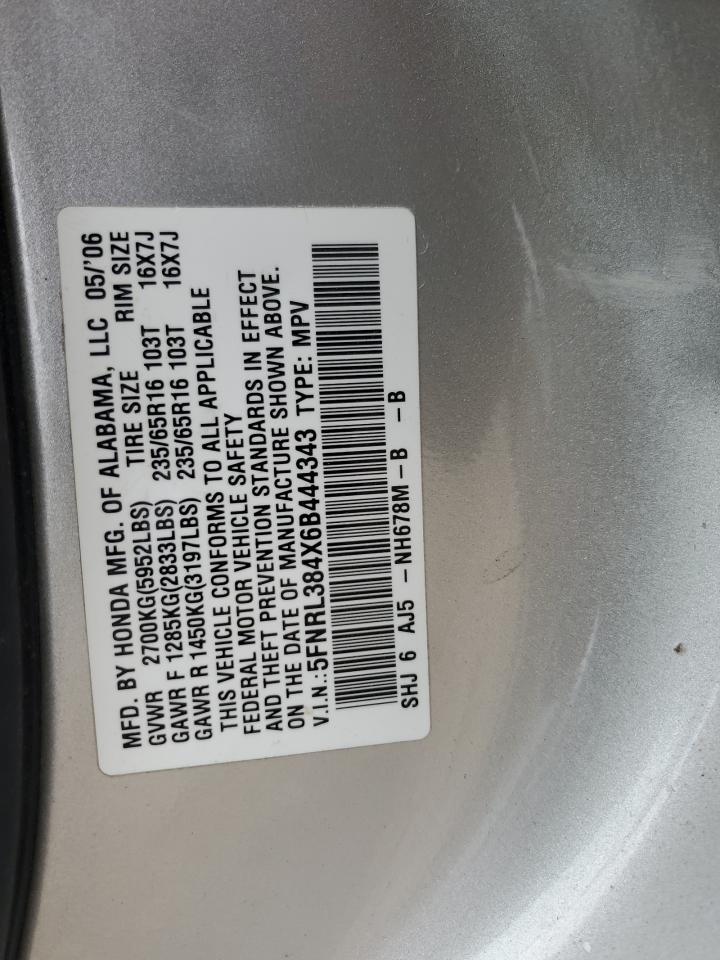 MFD. BY HONDA MFG. OF ALABAMA, LLC 05/'06
GVWR 2700KG(5952LBS) TIRE SIZE RIM SIZE
GAWR F 1285KG(2833LBS) 235/65R16 103T 16X7J
GAWR R 1450KG(3197LBS) 235/65R16 103T 16X7J
THIS VEHICLE CONFORMS TO ALL APPLICABLE
FEDERAL MOTOR VEHICLE SAFETY
AND THEFT PREVENTION STANDARDS IN EFFECT
ON THE DATE OF MANUFACTURE SHOWN ABOVE.
V.I.N.:5FNRL384X6B444343 TYPE: MPV
SHJ 6 AJ5 -NH678M-B -B